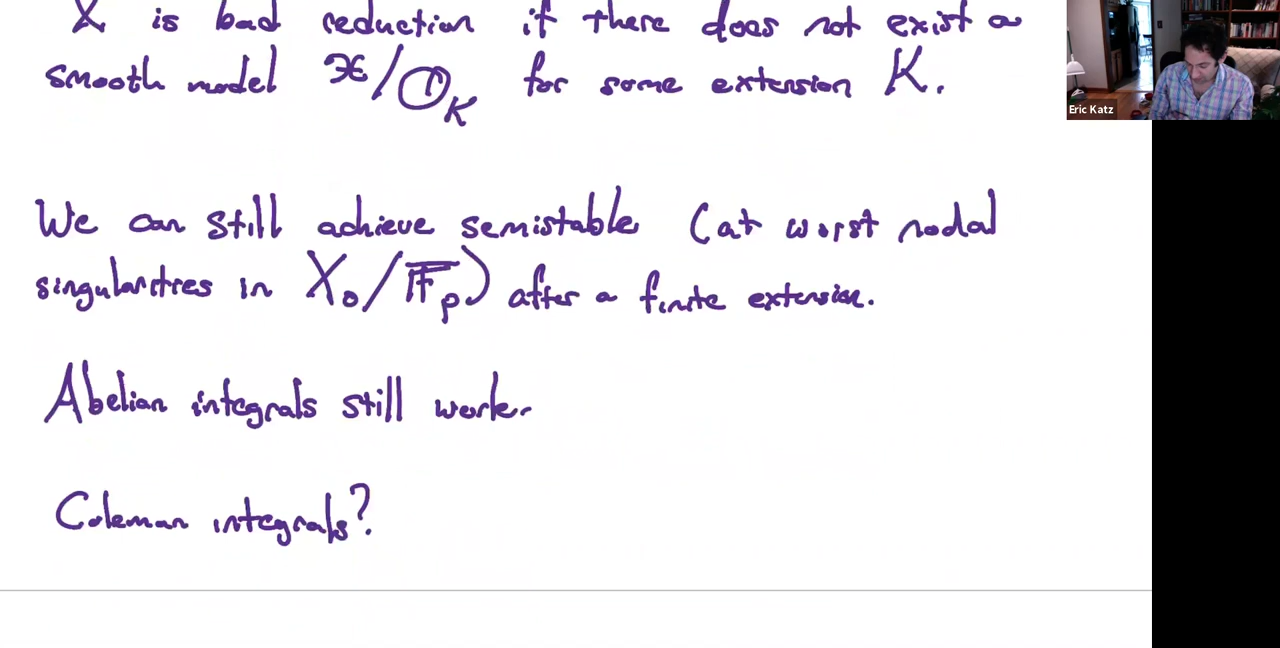 X is bad reduction if there does not exist a
smooth model 𝒳/𝒪_K for some extension K.
Eric Katz
We can still achieve semistable (at worst nodal
singularities in X₀/F̅_p) after a finite extension.
Abelian integrals still work.
Coleman integrals?